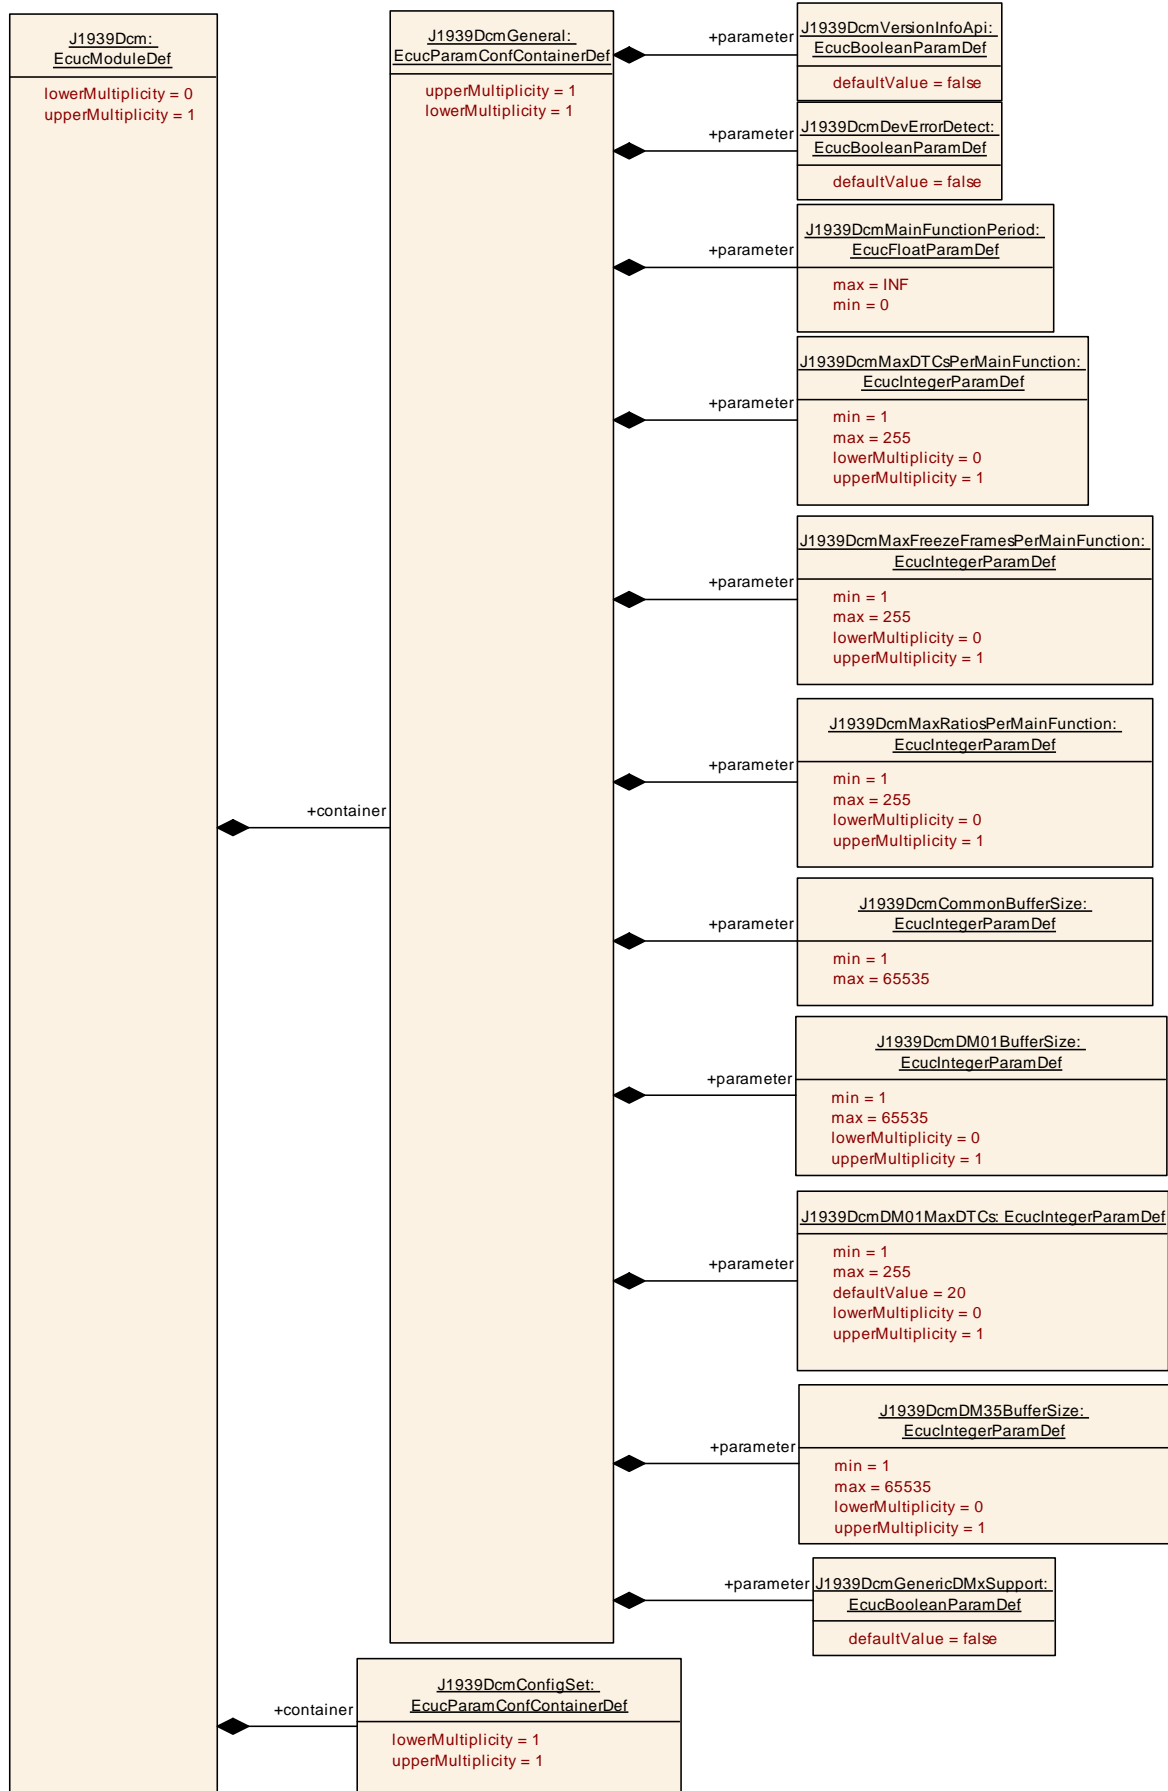 J1939Dcm:
EcucModuleDef
lowerMultiplicity = 0
upperMultiplicity = 1
+container
+container
J1939DcmGeneral:
EcucParamConfContainerDef
upperMultiplicity = 1
lowerMultiplicity = 1
+parameter
J1939DcmVersionInfoApi:
EcucBooleanParamDef
defaultValue = false
+parameter
J1939DcmDevErrorDetect:
EcucBooleanParamDef
defaultValue = false
+parameter
J1939DcmMainFunctionPeriod:
EcucFloatParamDef
max = INF
min = 0
+parameter
J1939DcmMaxDTCsPerMainFunction:
EcucIntegerParamDef
min = 1
max = 255
lowerMultiplicity = 0
upperMultiplicity = 1
+parameter
J1939DcmMaxFreezeFramesPerMainFunction:
EcucIntegerParamDef
min = 1
max = 255
lowerMultiplicity = 0
upperMultiplicity = 1
+parameter
J1939DcmMaxRatiosPerMainFunction:
EcucIntegerParamDef
min = 1
max = 255
lowerMultiplicity = 0
upperMultiplicity = 1
+parameter
J1939DcmCommonBufferSize:
EcucIntegerParamDef
min = 1
max = 65535
+parameter
J1939DcmDM01BufferSize:
EcucIntegerParamDef
min = 1
max = 65535
lowerMultiplicity = 0
upperMultiplicity = 1
+parameter
J1939DcmDM01MaxDTCs: EcucIntegerParamDef
min = 1
max = 255
defaultValue = 20
lowerMultiplicity = 0
upperMultiplicity = 1
+parameter
J1939DcmDM35BufferSize:
EcucIntegerParamDef
min = 1
max = 65535
lowerMultiplicity = 0
upperMultiplicity = 1
+parameter
J1939DcmGenericDMxSupport:
EcucBooleanParamDef
defaultValue = false
J1939DcmConfigSet:
EcucParamConfContainerDef
lowerMultiplicity = 1
upperMultiplicity = 1